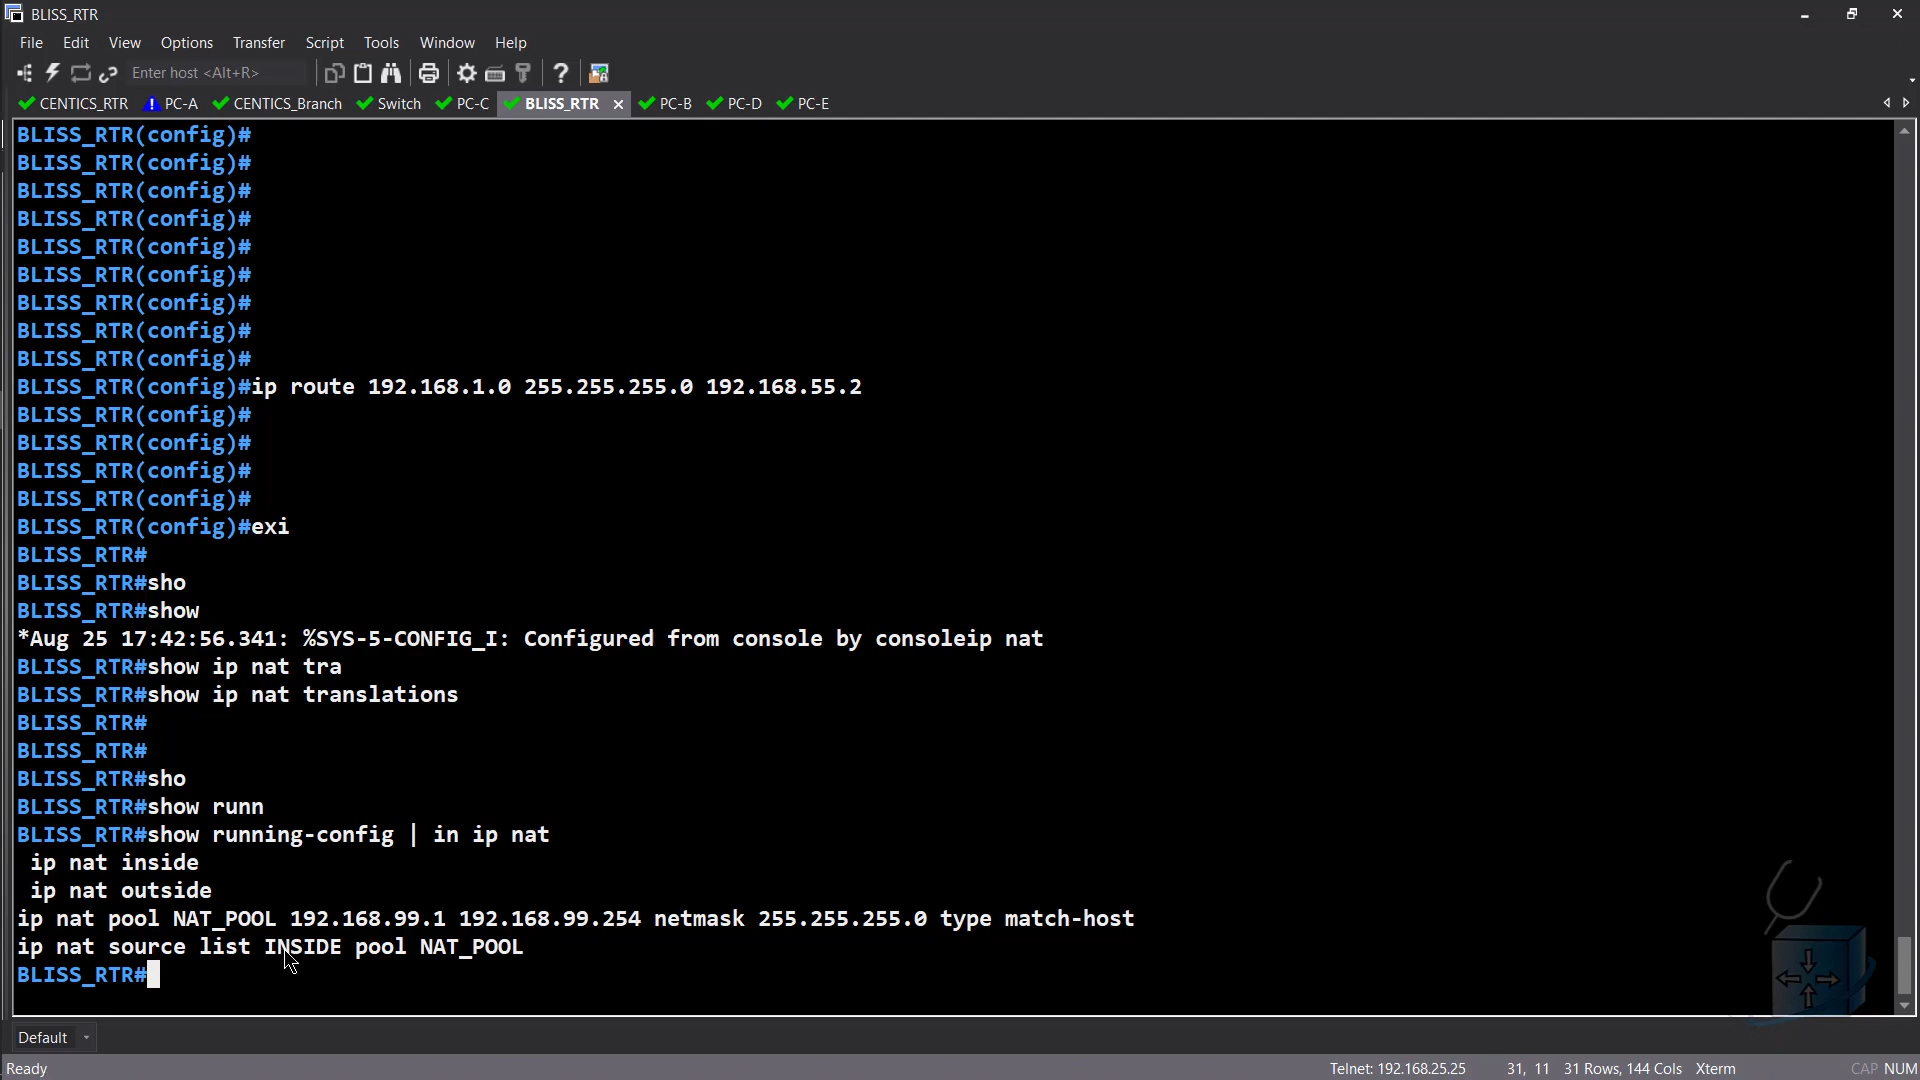 BLISS_RTR
File Edit View Options Transfer Script Tools Window Help
Enter host <Alt+R>
CENTICS_RTR PC-A CENTICS_Branch Switch PC-C BLISS_RTR PC-B PC-D PC-E
BLISS_RTR(config)#
BLISS_RTR(config)#
BLISS_RTR(config)#
BLISS_RTR(config)#
BLISS_RTR(config)#
BLISS_RTR(config)#
BLISS_RTR(config)#
BLISS_RTR(config)#
BLISS_RTR(config)#
BLISS_RTR(config)#ip route 192.168.1.0 255.255.255.0 192.168.55.2
BLISS_RTR(config)#
BLISS_RTR(config)#
BLISS_RTR(config)#
BLISS_RTR(config)#
BLISS_RTR(config)#exi
BLISS_RTR#
BLISS_RTR#sho
BLISS_RTR#show
*Aug 25 17:42:56.341: %SYS-5-CONFIG_I: Configured from console by consoleip nat
BLISS_RTR#show ip nat tra
BLISS_RTR#show ip nat translations
BLISS_RTR#
BLISS_RTR#
BLISS_RTR#sho
BLISS_RTR#show runn
BLISS_RTR#show running-config | in ip nat
 ip nat inside
 ip nat outside
ip nat pool NAT_POOL 192.168.99.1 192.168.99.254 netmask 255.255.255.0 type match-host
ip nat source list INSIDE pool NAT_POOL
BLISS_RTR#
Default
Ready Telnet: 192.168.25.25 31, 11 31 Rows, 144 Cols Xterm CAP NUM